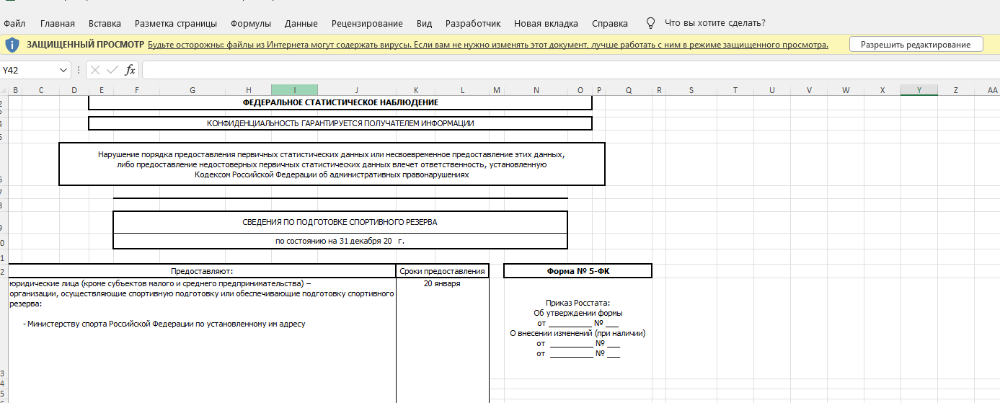 Файл Главная Вставка Разметка страницы Формулы Данные Рецензирование Вид Разработчик Новая вкладка Справка Что вы хотите сделать?
ЗАЩИЩЕННЫЙ ПРОСМОТР Будьте осторожны: файлы из Интернета могут содержать вирусы. Если вам не нужно изменять этот документ, лучше работать с ним в режиме защищенного просмотра. Разрешить редактирование
Y42 fx
B C D E F G H I J K L M N O P Q R S T U V W X Y Z AA
ФЕДЕРАЛЬНОЕ СТАТИСТИЧЕСКОЕ НАБЛЮДЕНИЕ
КОНФИДЕНЦИАЛЬНОСТЬ ГАРАНТИРУЕТСЯ ПОЛУЧАТЕЛЕМ ИНФОРМАЦИИ
Нарушение порядка предоставления первичных статистических данных или несвоевременное предоставление этих данных,
либо предоставление недостоверных первичных статистических данных влечет ответственность, установленную
Кодексом Российской Федерации об административных правонарушениях
СВЕДЕНИЯ ПО ПОДГОТОВКЕ СПОРТИВНОГО РЕЗЕРВА
по состоянию на 31 декабря 20 г.
Предоставляют: Сроки предоставления Форма № 5-ФК
юридические лица (кроме субъектов малого и среднего предпринимательства) – 20 января
организации, осуществляющие спортивную подготовку или обеспечивающие подготовку спортивного
резерва:
- Министерству спорта Российской Федерации по установленному им адресу
Приказ Росстата:
Об утверждении формы
от __________ № ___
О внесении изменений (при наличии)
от __________ № ___
от __________ № ___